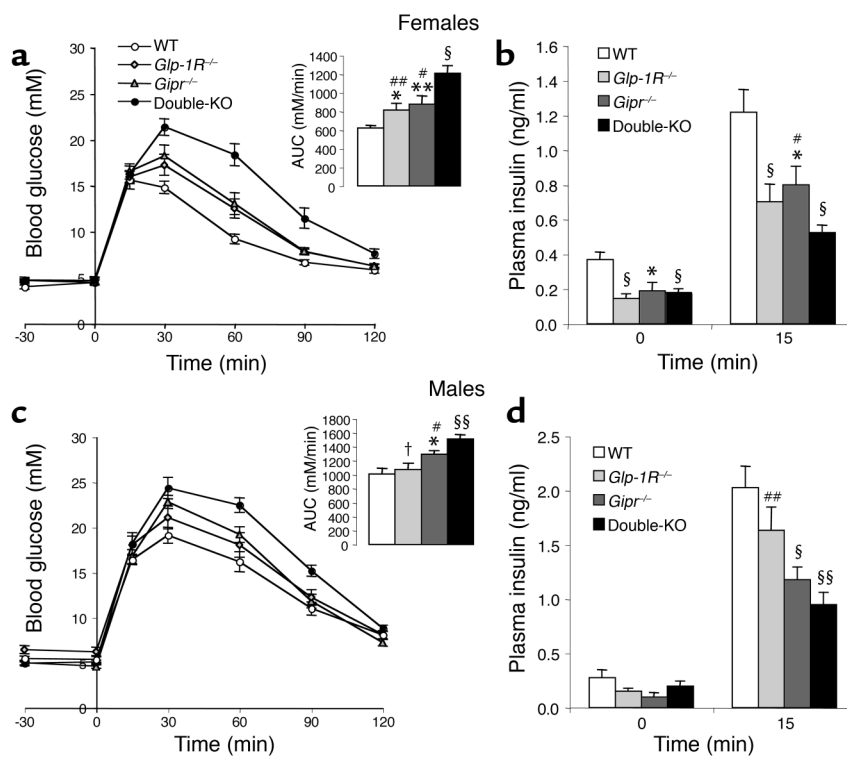 Females
a
Blood glucose (mM)
30
25
20
15
10
5
0
-30
0
30
60
90
120
Time (min)
WT
Glp-1R–/–
Gipr–/–
Double-KO
AUC (mM/min)
1400
1200
1000
800
600
400
200
0
##
*
#
**
§
b
Plasma insulin (ng/ml)
1.6
1.4
1.2
1.0
0.8
0.6
0.4
0.2
0.0
WT
Glp-1R–/–
Gipr–/–
Double-KO
§
*
§
§
#
*
§
0
15
Time (min)
Males
c
Blood glucose (mM)
30
25
20
15
10
5
0
-30
0
30
60
90
120
Time (min)
AUC (mM/min)
1800
1600
1400
1200
1000
800
600
400
200
0
†
#
*
§§
d
Plasma insulin (ng/ml)
2.5
2.0
1.5
1.0
0.5
0.0
WT
Glp-1R–/–
Gipr–/–
Double-KO
##
§
§§
0
15
Time (min)